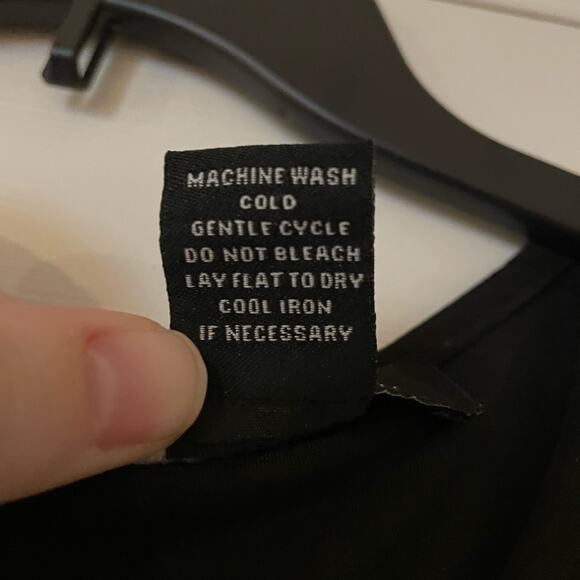 MACHINE WASH
COLD
GENTLE CYCLE
DO NOT BLEACH
LAY FLAT TO DRY
COOL IRON
IF NECESSARY